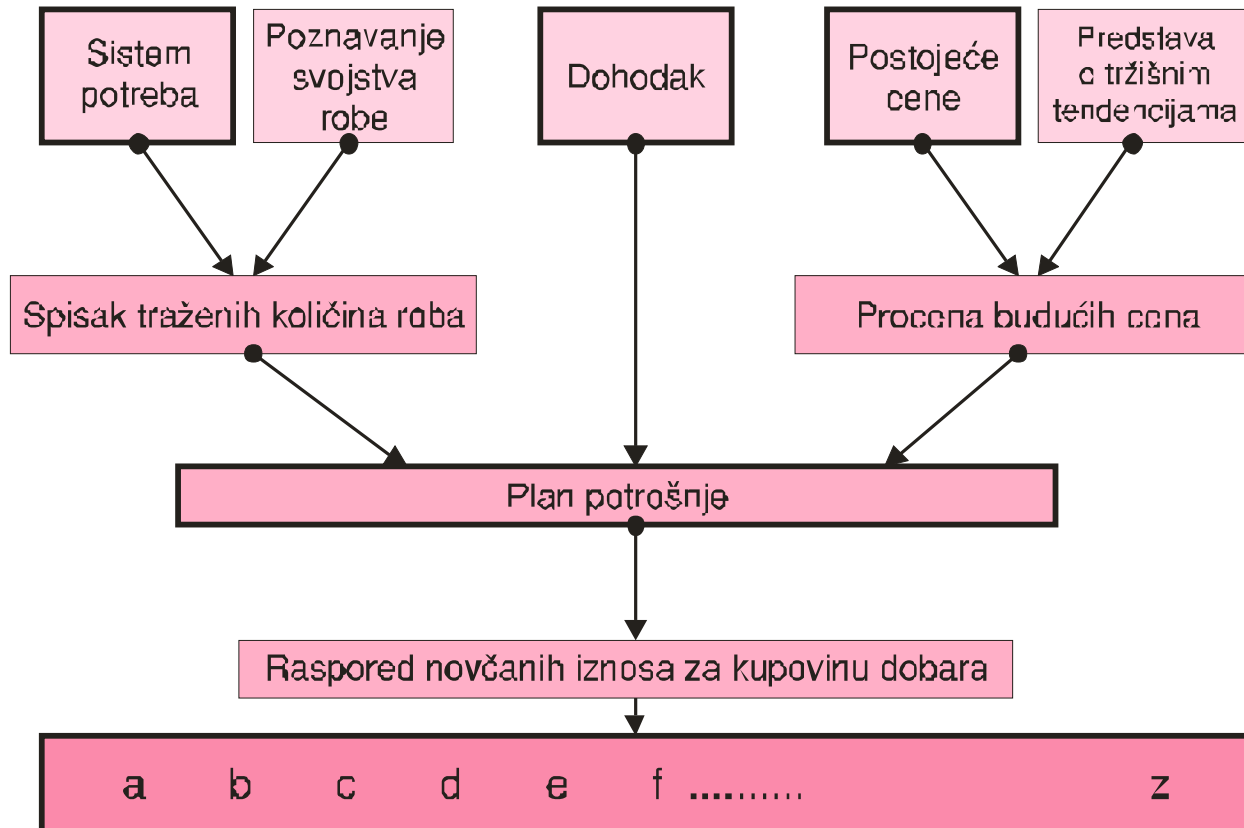 Sistem
potreba
Poznavanje
svojstva
robe
Dohodak
Postojeće
cene
Predstava
o tržišnim
tendencijama
Spisak traženih količina roba
Procena budućih cena
Plan potrošnje
Raspored novčanih iznosa za kupovinu dobara
a b c d e f ........... z